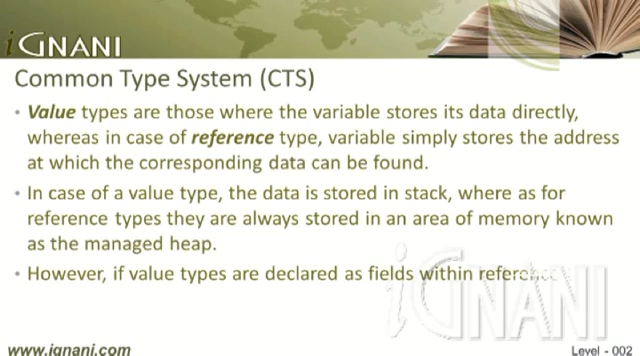 iGNANI
Common Type System (CTS)
• Value types are those where the variable stores its data directly,
whereas in case of reference type, variable simply stores the address
at which the corresponding data can be found.
• In case of a value type, the data is stored in stack, where as for
reference types they are always stored in an area of memory known
as the managed heap.
• However, if value types are declared as fields within reference
iGNANI
www.ignani.com
Level - 002